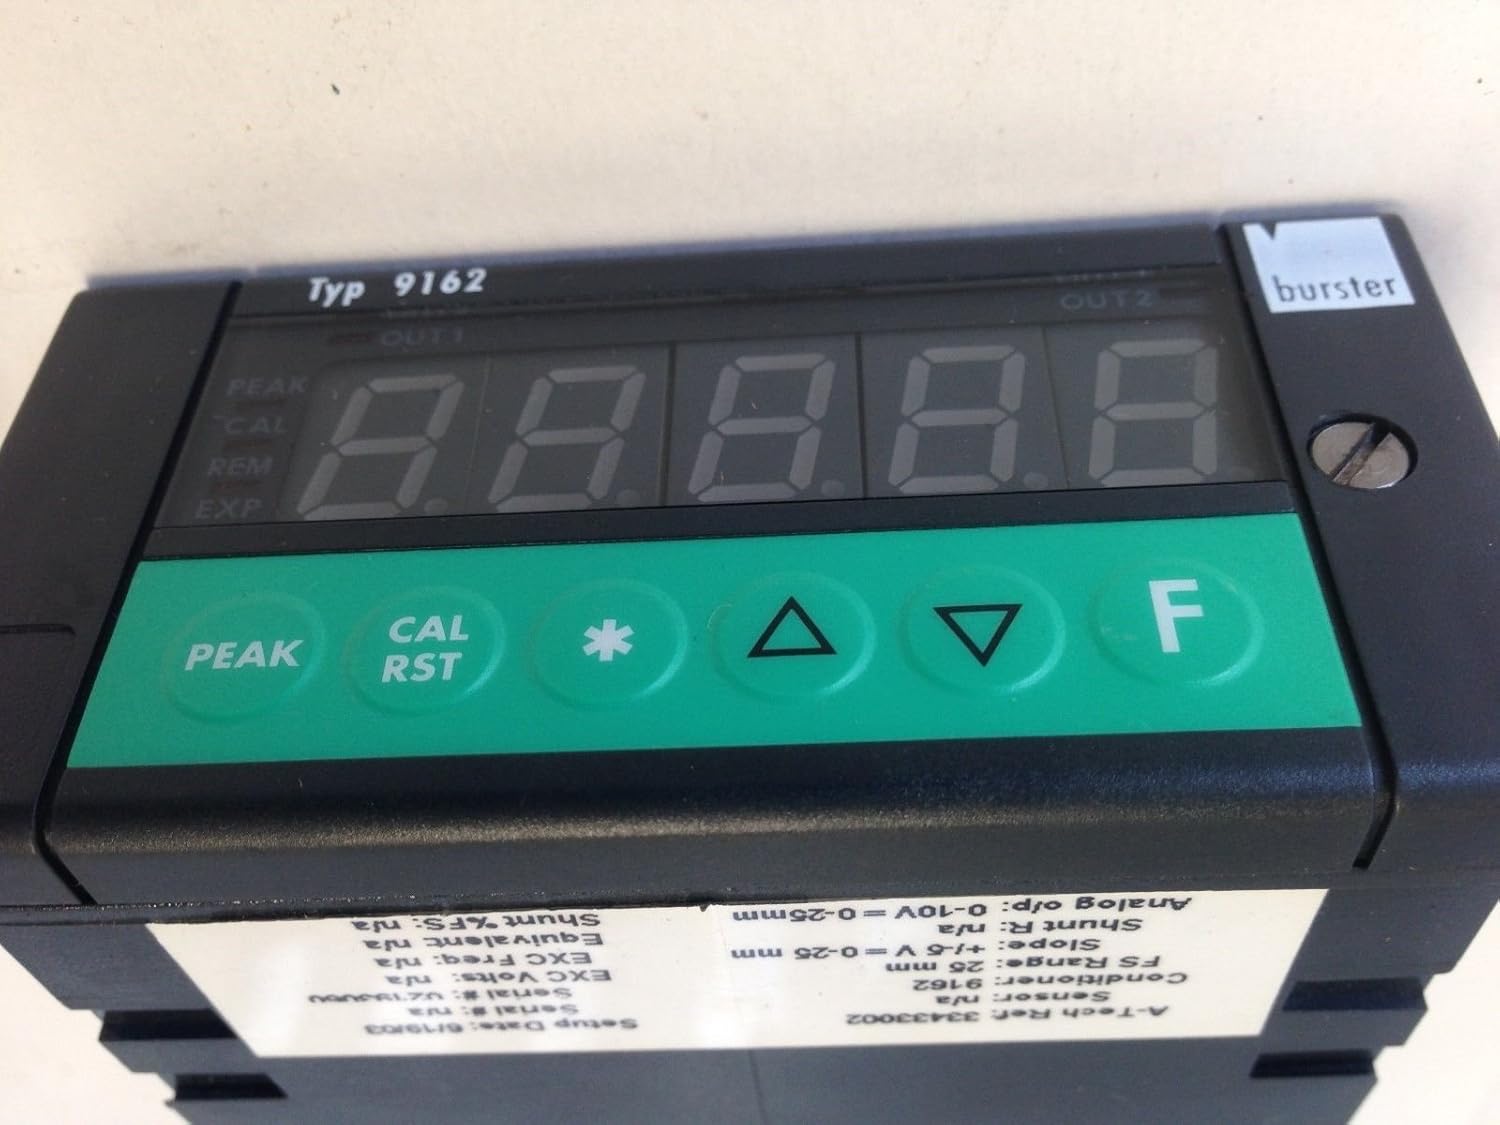 Typ 9162
burster
OUT1
OUT2
PEAK
CAL
REM
EXP
PEAK
CAL
RST
*
F
A-Tech Ref: 33433002
Sensor: n/a
Conditioner: 9162
FS Range: 25 mm
Slope: +/-5 V = 0-25 mm
Shunt R: n/a
Analog o/p: 0-10V = 0-25mm
Setup Date: 6/19/03
Serial #: n/a
Serial #:
EXC Volts: n/a
EXC Freq: n/a
Equivalent: n/a
Shunt %FS: n/a